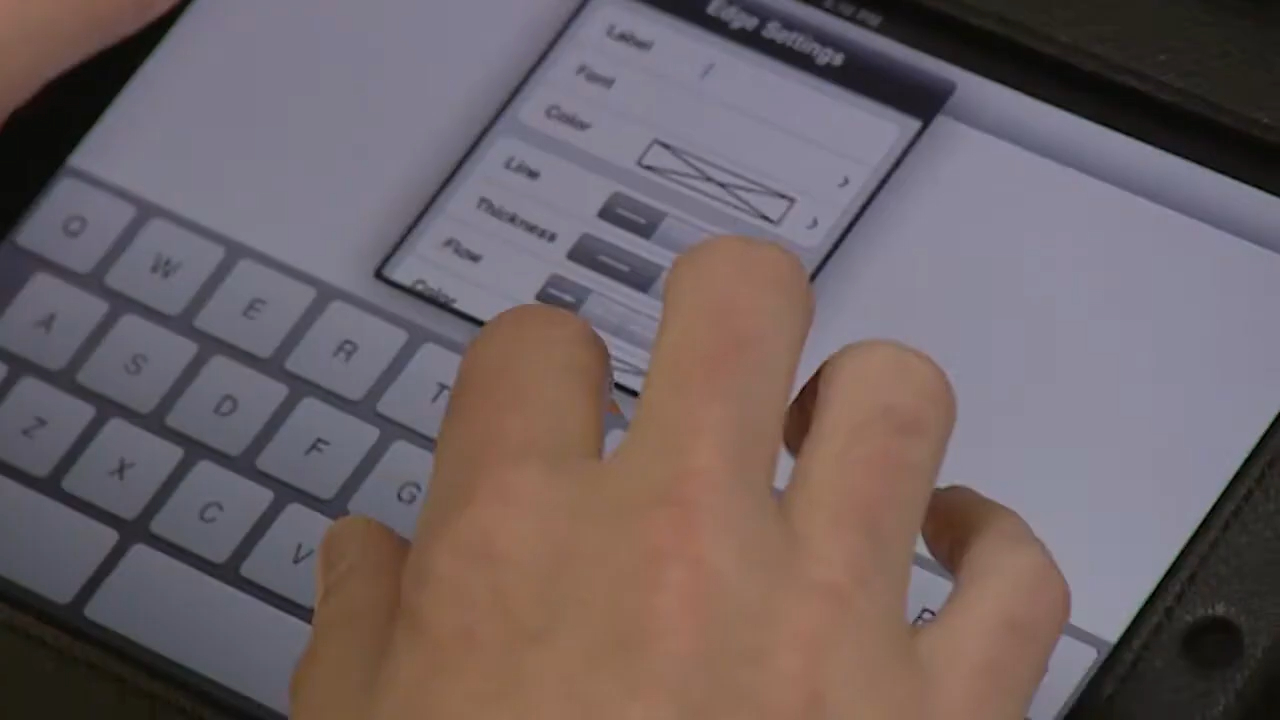 Edge Settings
Label
Font
Color
Line
Thickness
Flow
Color
Q W E R T
A S D F G
Z X C V
P